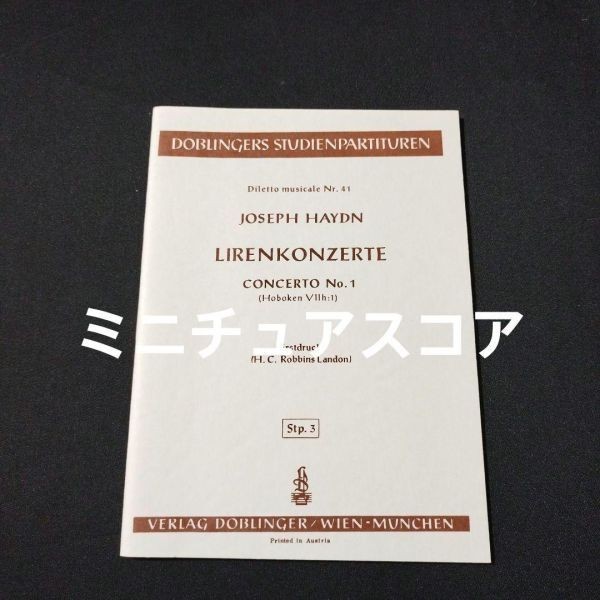 DOBLINGERS STUDIENPARTITUREN
Diletto musicale Nr. 41
JOSEPH HAYDN
LIRENKONZERTE
CONCERTO No. 1
(Hoboken VIIh:1)
ミニチュアスコア
(H. C. Robbins Landon)
Stp. 3
VERLAG DOBLINGER / WIEN - MÜNCHEN
Printed in Austria